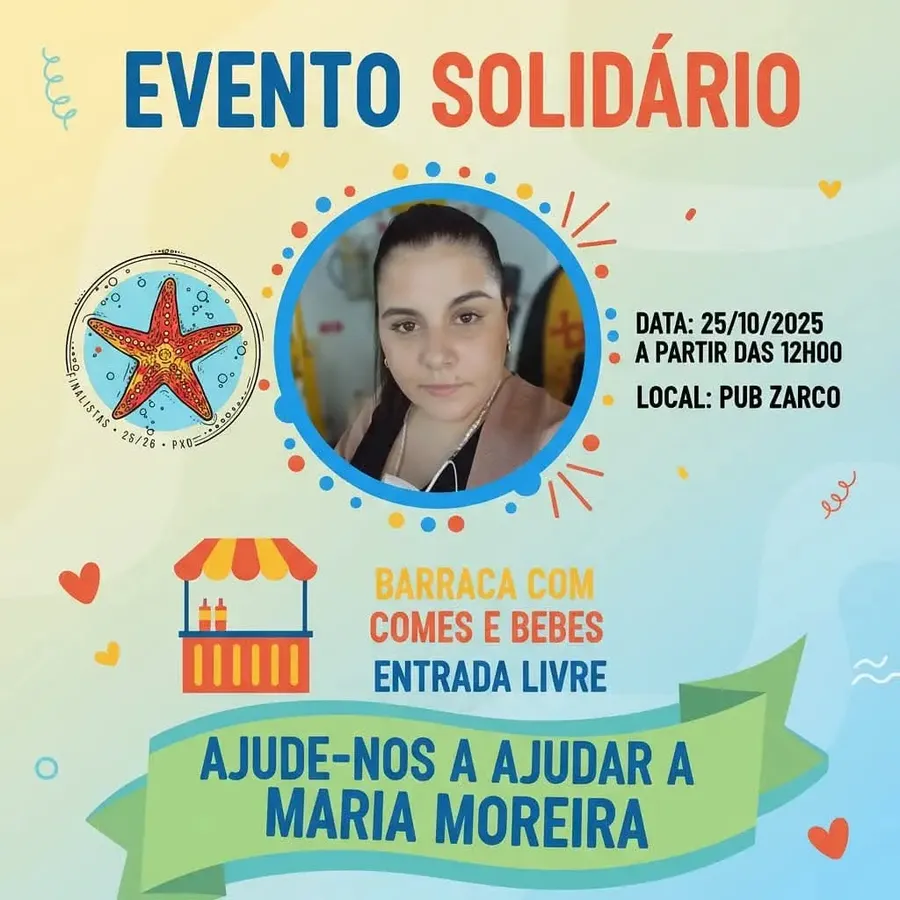 EVENTO SOLIDÁRIO
FINALISTAS • 25/26 • PXO
DATA: 25/10/2025
A PARTIR DAS 12H00
LOCAL: PUB ZARCO
BARRACA COM
COMES E BEBES
ENTRADA LIVRE
AJUDE-NOS A AJUDAR A
MARIA MOREIRA